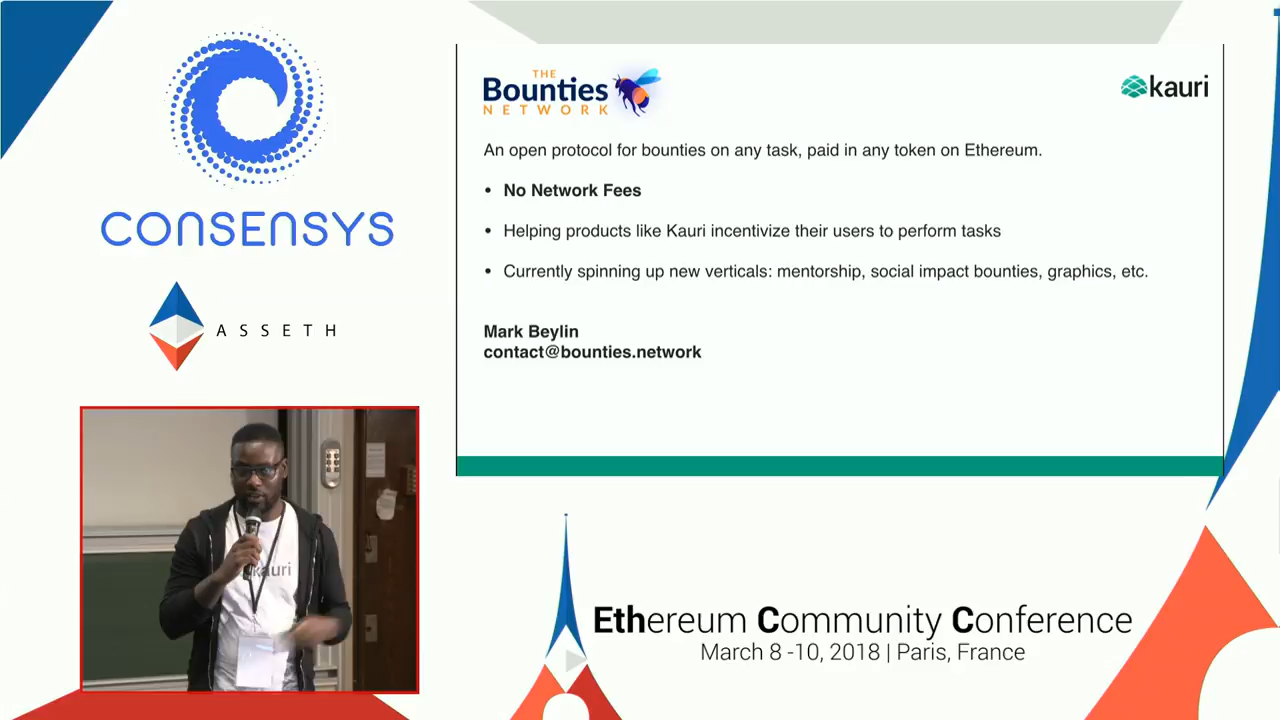 CONSENSYS
ASSETH
THE
Bounties
NETWORK
kauri
An open protocol for bounties on any task, paid in any token on Ethereum.
• No Network Fees
• Helping products like Kauri incentivize their users to perform tasks
• Currently spinning up new verticals: mentorship, social impact bounties, graphics, etc.
Mark Beylin
contact@bounties.network
kauri
Ethereum Community Conference
March 8 -10, 2018 | Paris, France